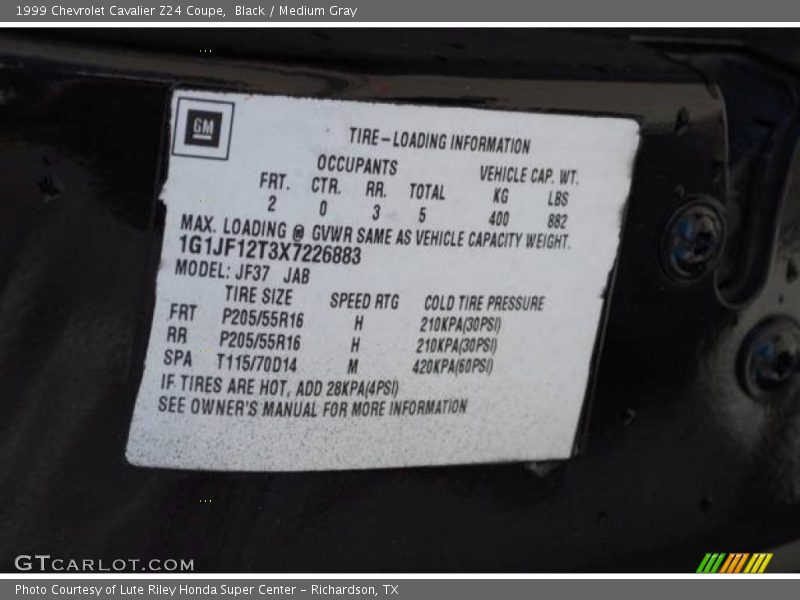 1999 Chevrolet Cavalier Z24 Coupe,  Black / Medium Gray
GM
TIRE-LOADING INFORMATION
OCCUPANTS VEHICLE CAP. WT.
FRT. CTR. RR. TOTAL KG LBS
2 0 3 5 400 882
MAX. LOADING @ GVWR SAME AS VEHICLE CAPACITY WEIGHT.
1G1JF12T3X7226883
MODEL: JF37 JAB
TIRE SIZE SPEED RTG COLD TIRE PRESSURE
FRT P205/55R16 H 210KPA(30PSI)
RR P205/55R16 H 210KPA(30PSI)
SPA T115/70D14 M 420KPA(60PSI)
IF TIRES ARE HOT, ADD 28KPA(4PSI)
SEE OWNER'S MANUAL FOR MORE INFORMATION
GTCARLOT.COM
Photo Courtesy of Lute Riley Honda Super Center - Richardson, TX